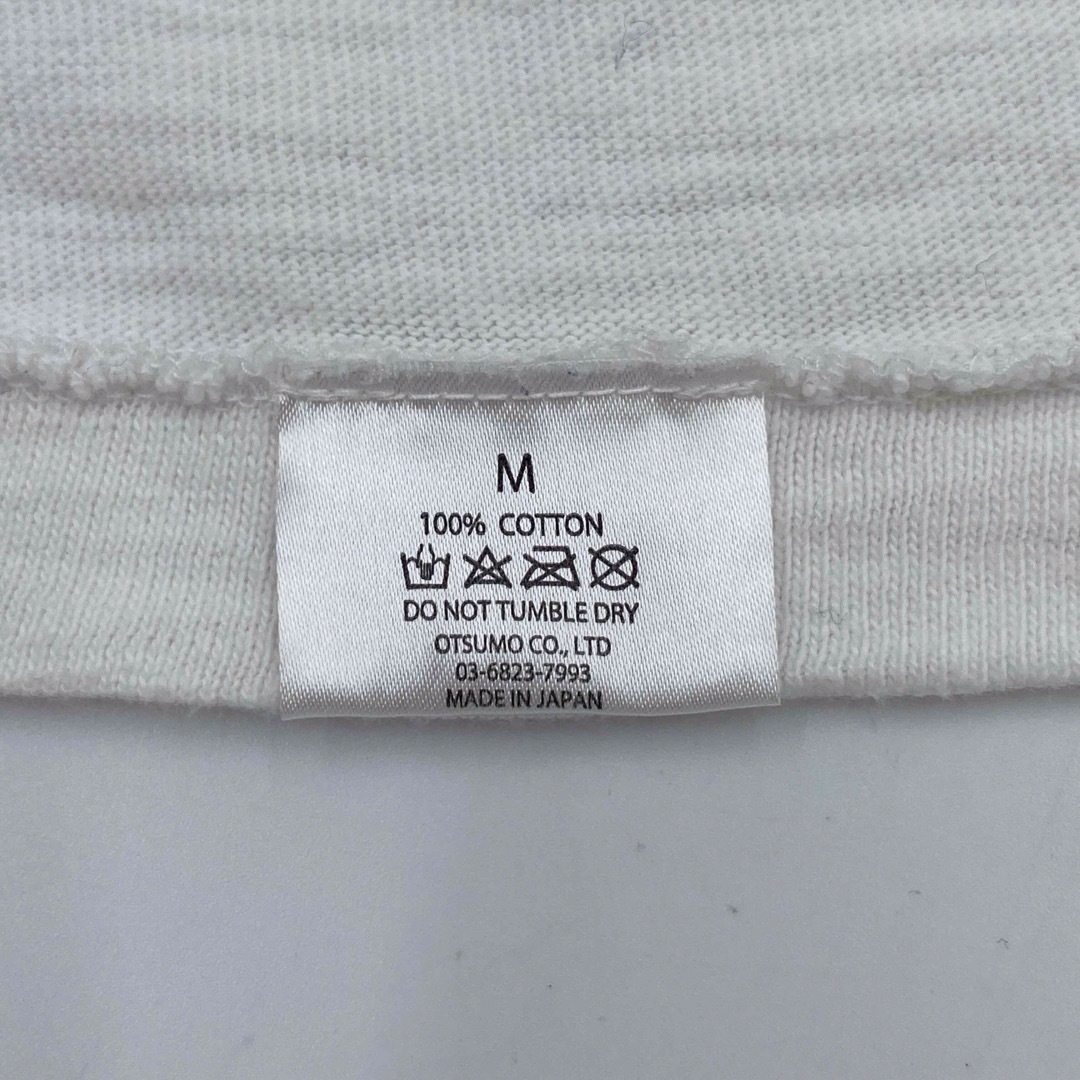 M
100% COTTON
DO NOT TUMBLE DRY
OTSUMO CO., LTD
03-6823-7993
MADE IN JAPAN